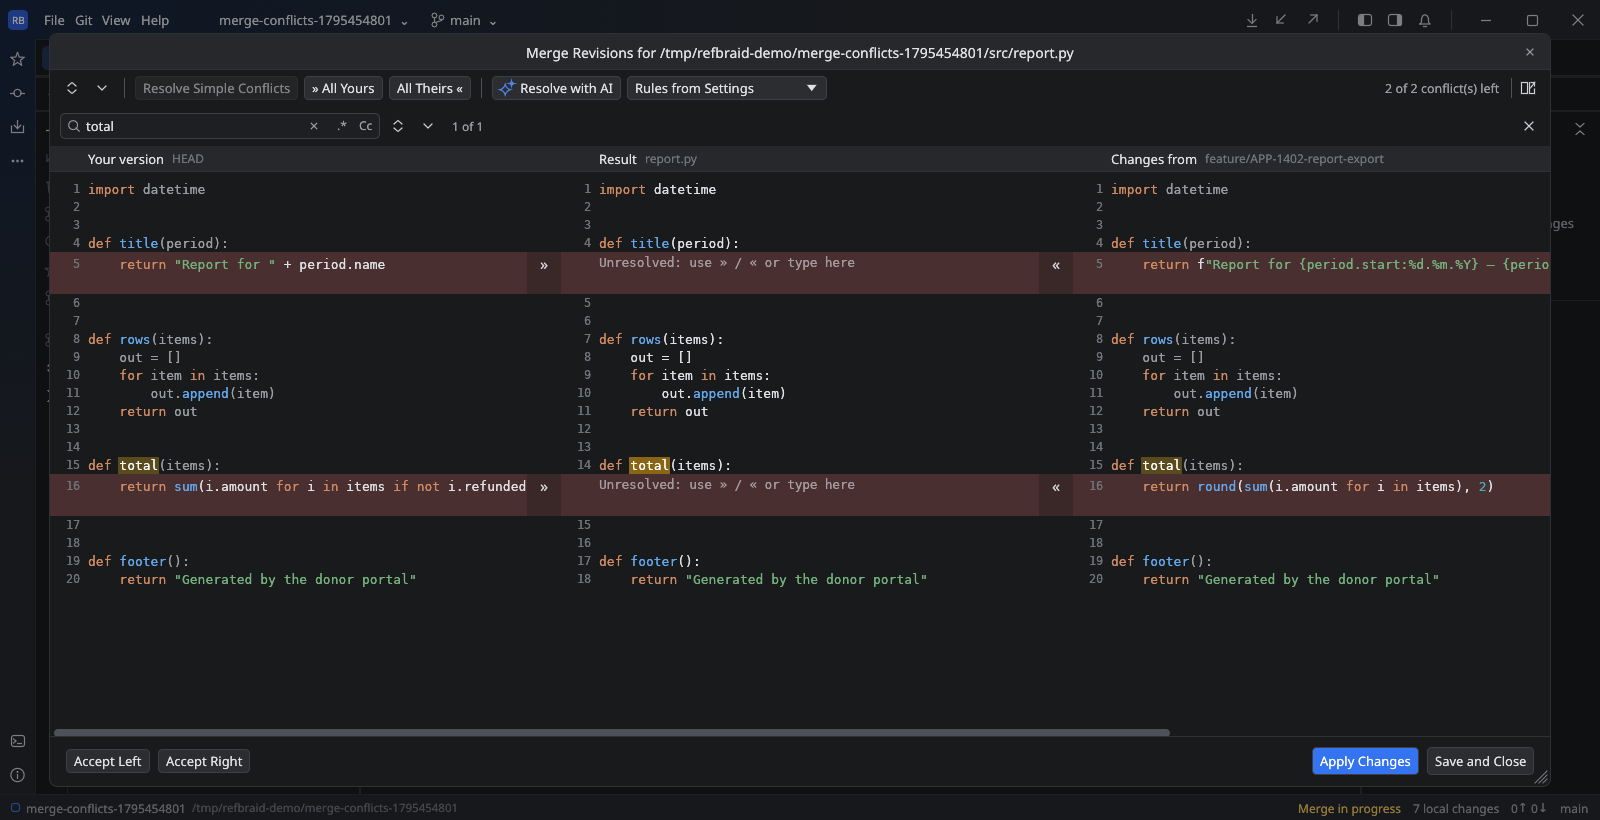 RB File Git View Help merge-conflicts-1795454801 main
Merge Revisions for /tmp/refbraid-demo/merge-conflicts-1795454801/src/report.py
Resolve Simple Conflicts » All Yours All Theirs « Resolve with AI Rules from Settings 2 of 2 conflict(s) left
total .* Cc 1 of 1
Your version HEAD Result report.py Changes from feature/APP-1402-report-export
1 import datetime 1 import datetime 1 import datetime
2 2 2
3 3 3
4 def title(period): 4 def title(period): 4 def title(period):
5 return "Report for " + period.name » Unresolved: use » / « or type here « 5 return f"Report for {period.start:%d.%m.%Y} – {perio
6 5 6
7 6 7
8 def rows(items): 7 def rows(items): 8 def rows(items):
9 out = [] 8 out = [] 9 out = []
10 for item in items: 9 for item in items: 10 for item in items:
11 out.append(item) 10 out.append(item) 11 out.append(item)
12 return out 11 return out 12 return out
13 12 13
14 13 14
15 def total(items): 14 def total(items): 15 def total(items):
16 return sum(i.amount for i in items if not i.refunded » Unresolved: use » / « or type here « 16 return round(sum(i.amount for i in items), 2)
17 15 17
18 16 18
19 def footer(): 17 def footer(): 19 def footer():
20 return "Generated by the donor portal" 18 return "Generated by the donor portal" 20 return "Generated by the donor portal"
Accept Left Accept Right Apply Changes Save and Close
merge-conflicts-1795454801 /tmp/refbraid-demo/merge-conflicts-1795454801 Merge in progress 7 local changes 0↑ 0↓ main